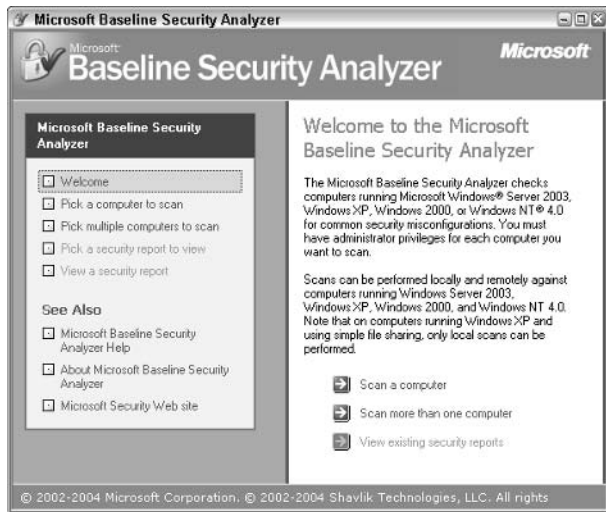 Microsoft Baseline Security Analyzer
Microsoft
Baseline Security Analyzer
Microsoft
Microsoft Baseline Security
Analyzer
Welcome
Pick a computer to scan
Pick multiple computers to scan
Pick a security report to view
View a security report
See Also
Microsoft Baseline Security
Analyzer Help
About Microsoft Baseline Security
Analyzer
Microsoft Security Web site
Welcome to the Microsoft
Baseline Security Analyzer
The Microsoft Baseline Security Analyzer checks
computers running Microsoft Windows® Server 2003,
Windows XP, Windows 2000, or Windows NT® 4.0
for common security misconfigurations. You must
have administrator privileges for each computer you
want to scan.
Scans can be performed locally and remotely against
computers running Windows Server 2003,
Windows XP, Windows 2000, and Windows NT 4.0.
Note that on computers running Windows XP and
using simple file sharing, only local scans can be
performed.
Scan a computer
Scan more than one computer
View existing security reports
© 2002-2004 Microsoft Corporation. © 2002-2004 Shavlik Technologies, LLC. All rights